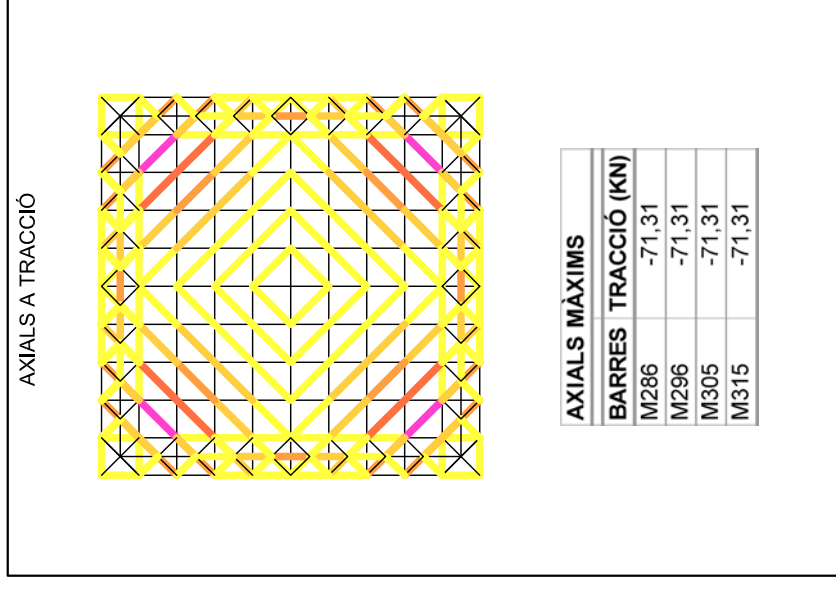 AXIALS A TRACCIÓ
AXIALS MÀXIMS
BARRES TRACCIÓ (KN)
M286 -71,31
M296 -71,31
M305 -71,31
M315 -71,31